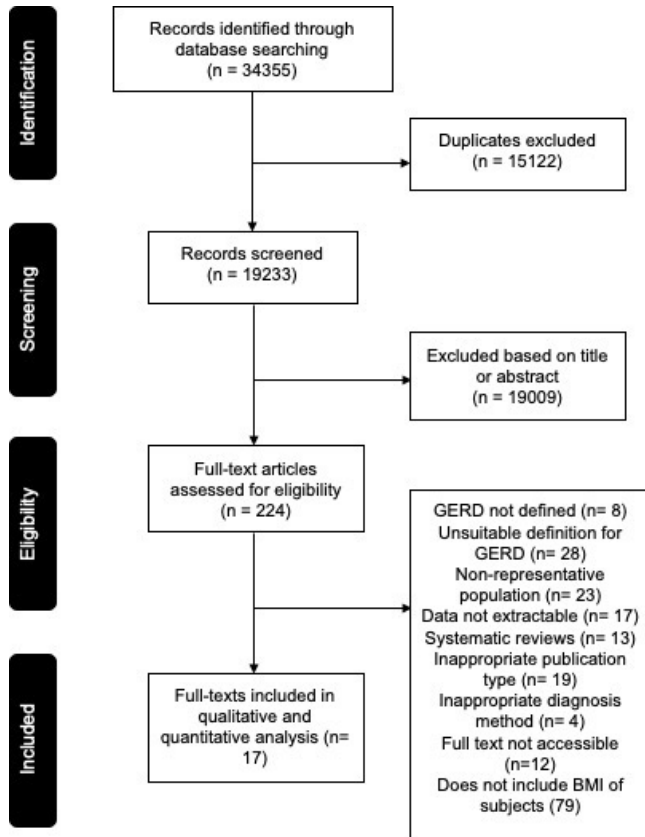 Identification
Records identified through
database searching
(n = 34355)
Duplicates excluded
(n = 15122)
Screening
Records screened
(n = 19233)
Excluded based on title
or abstract
(n = 19009)
Eligibility
Full-text articles
assessed for eligibility
(n = 224)
GERD not defined (n= 8)
Unsuitable definition for
GERD (n= 28)
Non-representative
population (n= 23)
Data not extractable (n= 17)
Systematic reviews (n= 13)
Inappropriate publication
type (n= 19)
Inappropriate diagnosis
method (n= 4)
Full text not accessible
(n=12)
Does not include BMI of
subjects (79)
Included
Full-texts included in
qualitative and
quantitative analysis (n=
17)